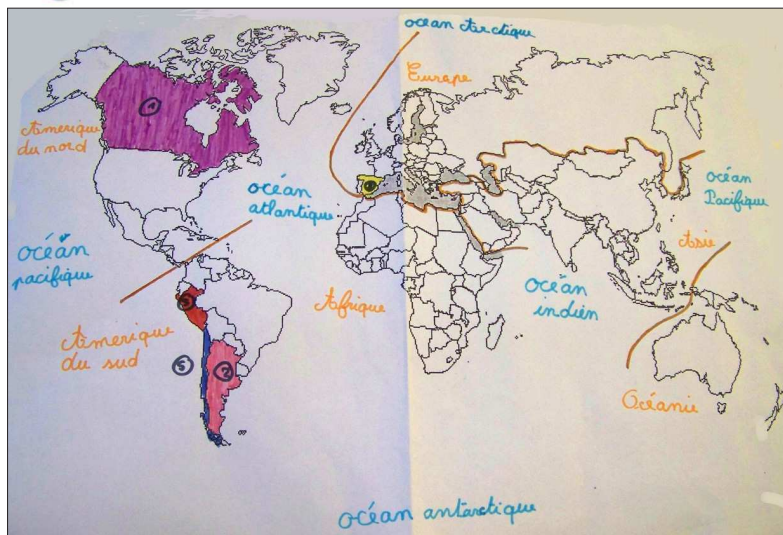 océan Arctique
Europe
Amérique
du nord
océan
atlantique
océan
Pacifique
océan
pacifique
Asie
Afrique
océan
indien
Amérique
du sud
Océanie
océan antarctique